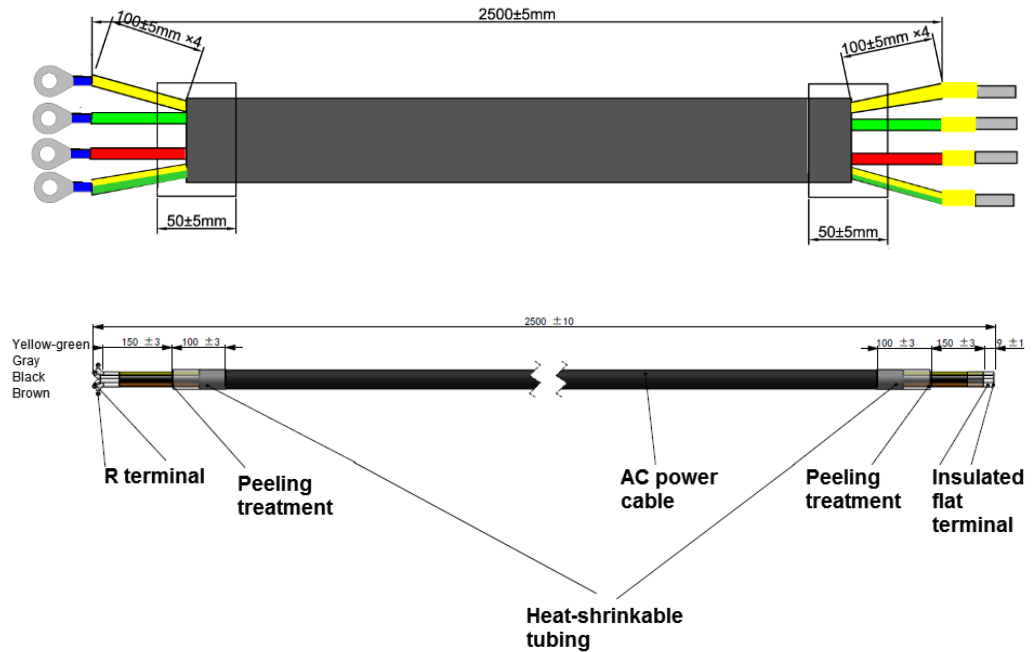 2500±5mm
100±5mm ×4
100±5mm ×4
50±5mm
50±5mm
2500 ±10
Yellow-green
150 ±3
100 ±3
100 ±3
150 ±3
9 ±1
Gray
Black
Brown
R terminal
Peeling
treatment
AC power
cable
Peeling
treatment
Insulated
flat
terminal
Heat-shrinkable
tubing